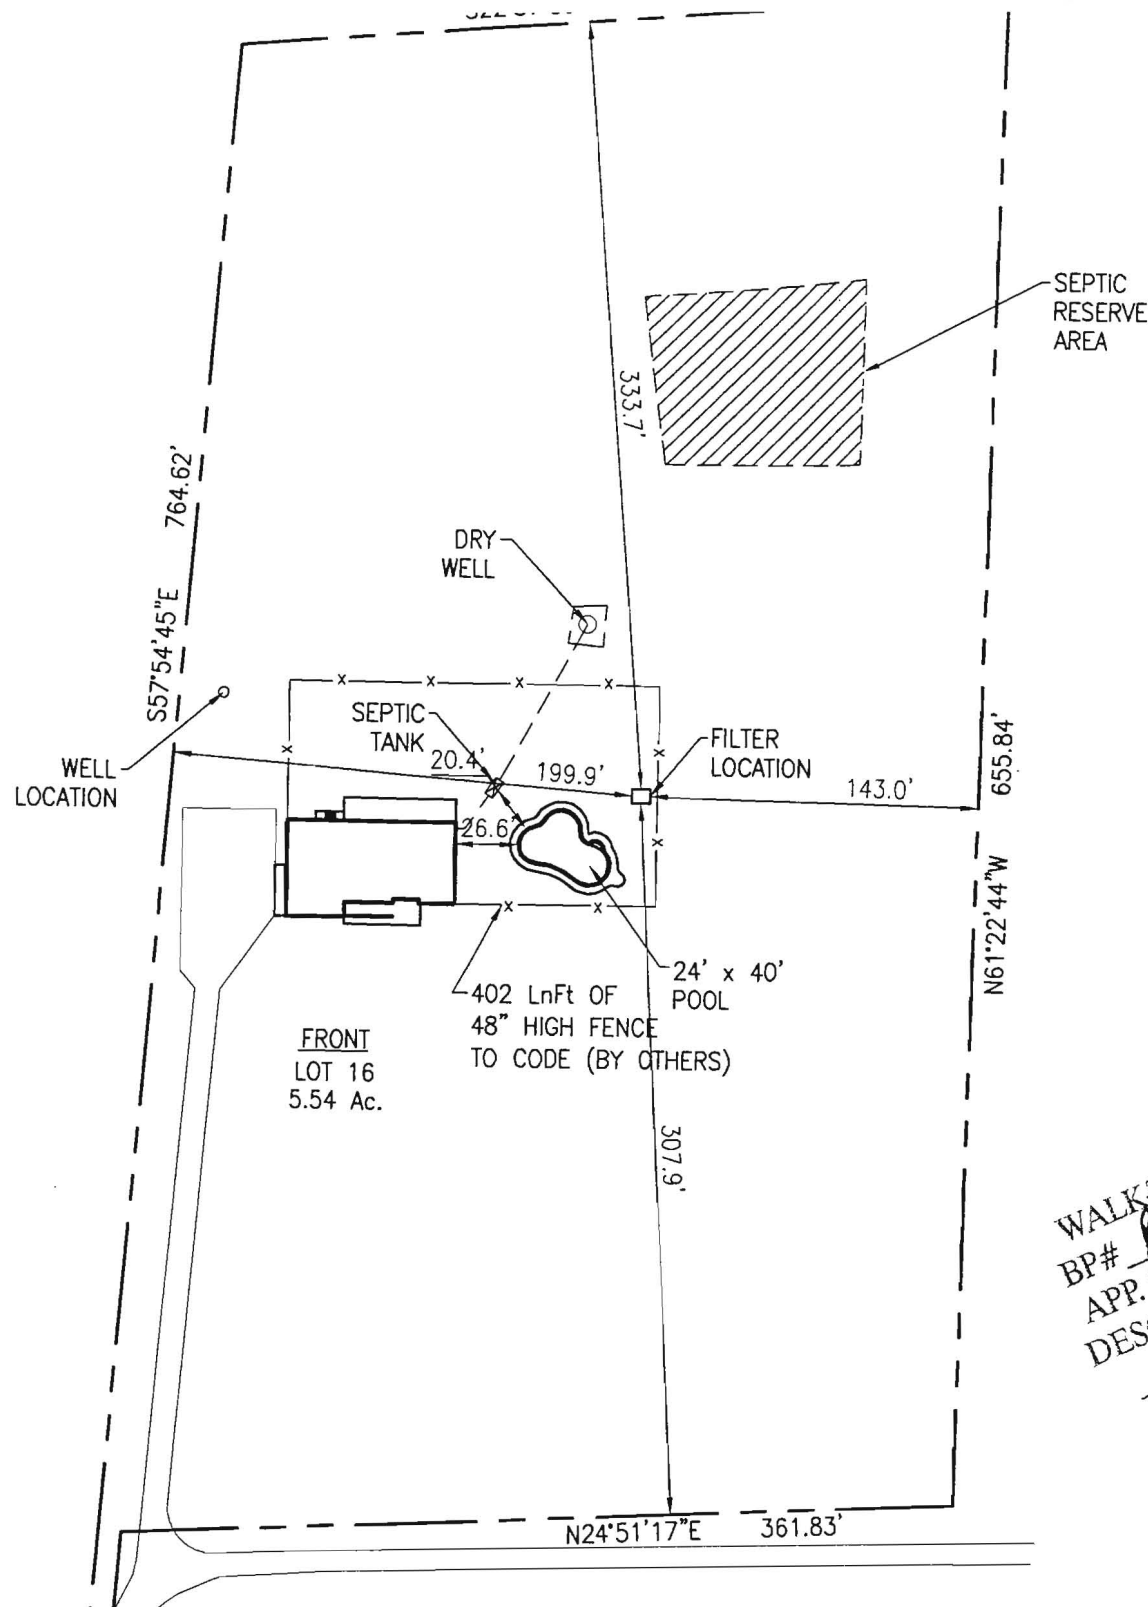 SEPTIC
RESERVE
AREA
333.7'
S57°54'45"E 764.62'
DRY
WELL
SEPTIC
TANK
WELL
LOCATION
20.4'
199.9'
FILTER
LOCATION
143.0'
N61°22'44"W 655.84'
26.6'
24' x 40'
POOL
402 LnFt OF
48" HIGH FENCE
TO CODE (BY OTHERS)
FRONT
LOT 16
5.54 Ac.
307.9'
BP#
APP.
N24°51'17"E 361.83'